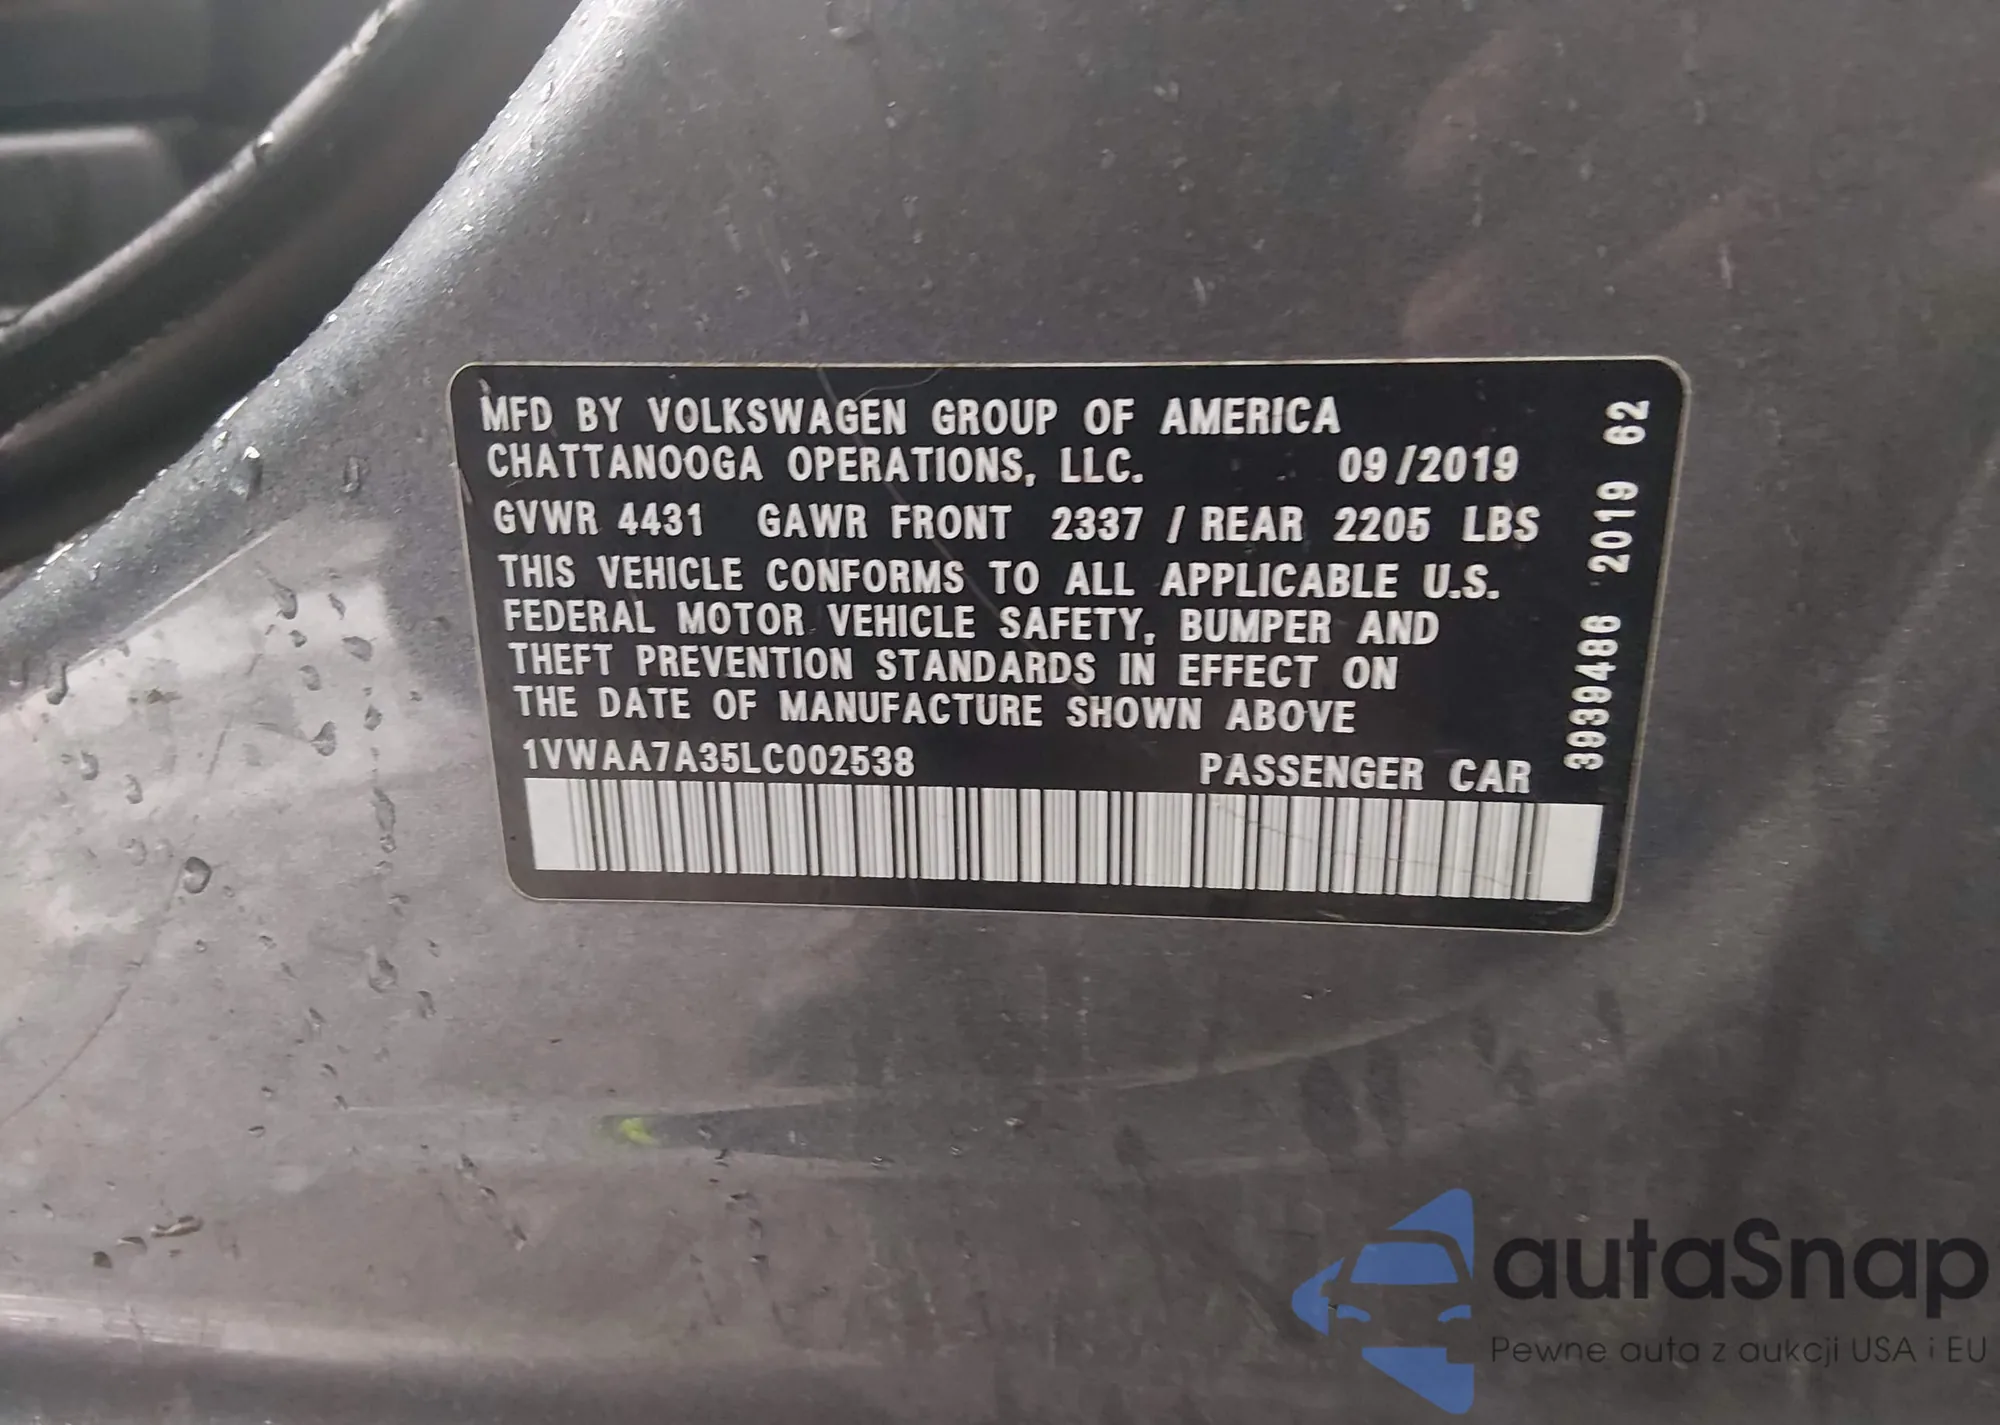 MFD BY VOLKSWAGEN GROUP OF AMERICA
CHATTANOOGA OPERATIONS, LLC. 09/2019
GVWR 4431 GAWR FRONT 2337 / REAR 2205 LBS
THIS VEHICLE CONFORMS TO ALL APPLICABLE U.S.
FEDERAL MOTOR VEHICLE SAFETY, BUMPER AND
THEFT PREVENTION STANDARDS IN EFFECT ON
THE DATE OF MANUFACTURE SHOWN ABOVE
1VWAA7A35LC002538 PASSENGER CAR
3939486 2019 62
autaSnap
Pewne auta z aukcji USA i EU